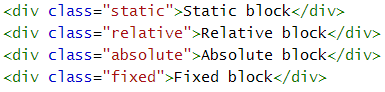 <div class="static">Static block</div>
<div class="relative">Relative block</div>
<div class="absolute">Absolute block</div>
<div class="fixed">Fixed block</div>